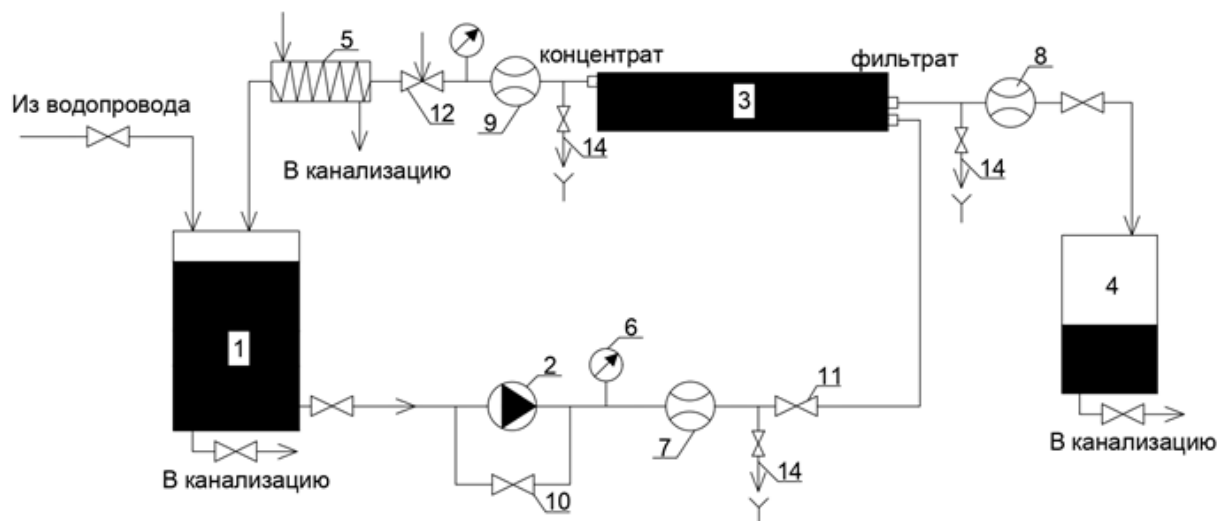 5
концентрат
фильтрат
8
Из водопровода
12
9
3
14
В канализацию
14
4
1
6
2
11
7
В канализацию
В канализацию
10
14